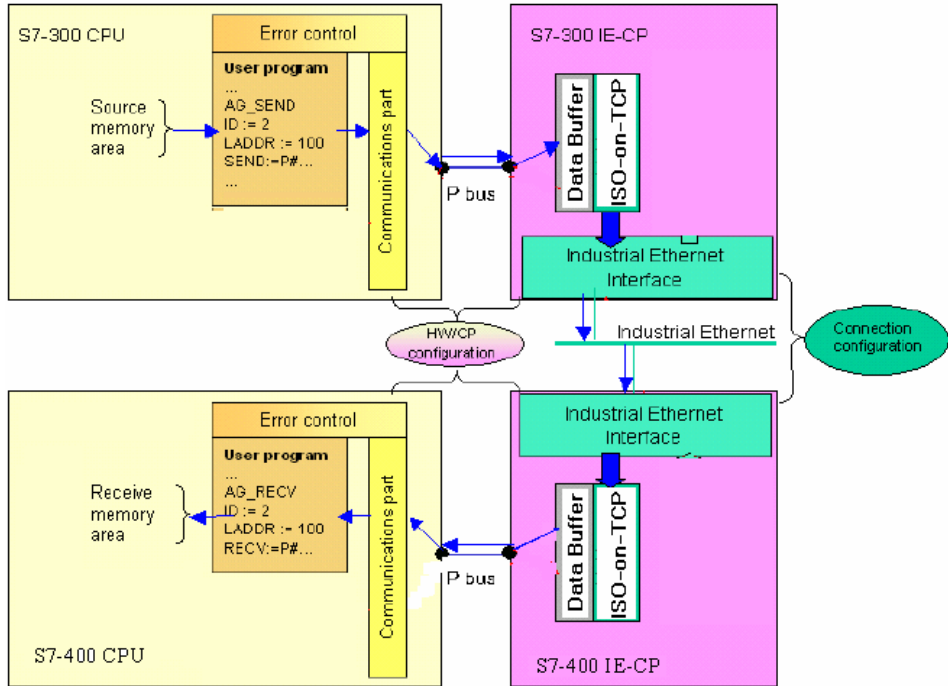 S7-300 CPU
Error control
User program
...
AG_SEND
ID := 2
LADDR := 100
SEND:=P#...
...
Source
memory
area
Communications part
P bus
S7-300 IE-CP
Data Buffer
ISO-on-TCP
Industrial Ethernet
Interface
HW/CP
configuration
Industrial Ethernet
Connection
configuration
Error control
User program
...
AG_RECV
ID := 2
LADDR := 100
RECV:=P#...
Receive
memory
area
Communications part
P bus
Industrial Ethernet
Interface
Data Buffer
ISO-on-TCP
S7-400 CPU
S7-400 IE-CP